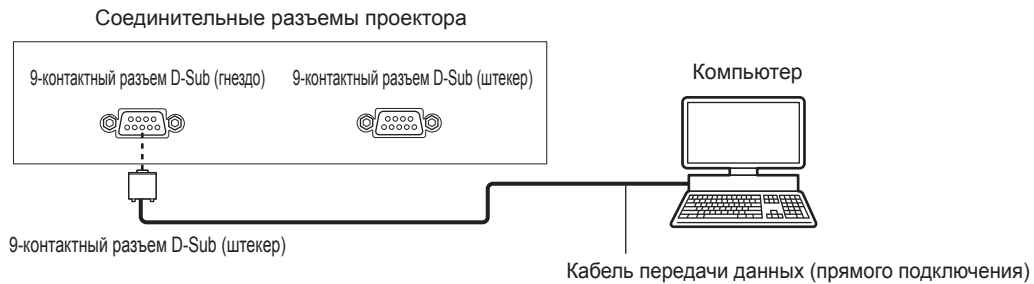 Соединительные разъемы проектора
9-контактный разъем D-Sub (гнездо)
9-контактный разъем D-Sub (штекер)
Компьютер
9-контактный разъем D-Sub (штекер)
Кабель передачи данных (прямого подключения)